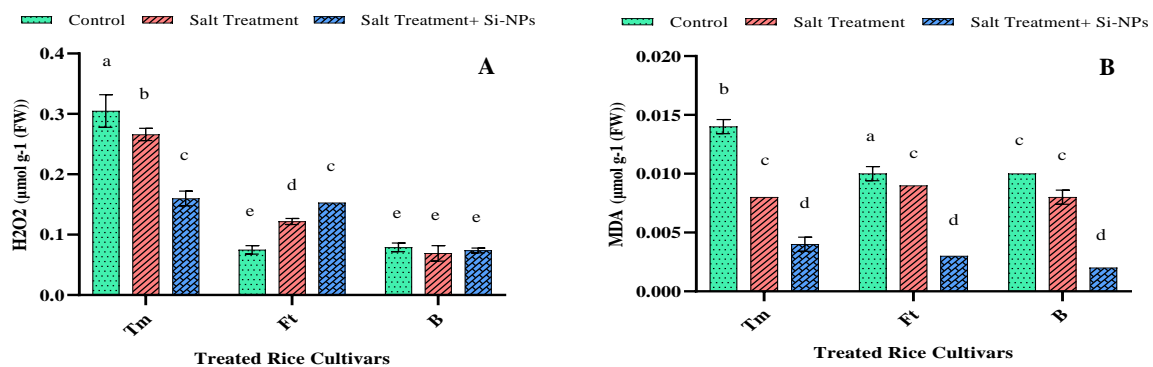 Control Salt Treatment Salt Treatment+ Si-NPs
A
H2O2 (μmol g-1 (FW))
0.4
0.3
0.2
0.1
0.0
a
b
c
e
d
c
e
e
e
Tm
Ft
B
Treated Rice Cultivars
Control Salt Treatment Salt Treatment+ Si-NPs
B
MDA (μmol g-1 (FW))
0.020
0.015
0.010
0.005
0.000
b
c
d
a
c
d
c
c
d
Tm
Ft
B
Treated Rice Cultivars